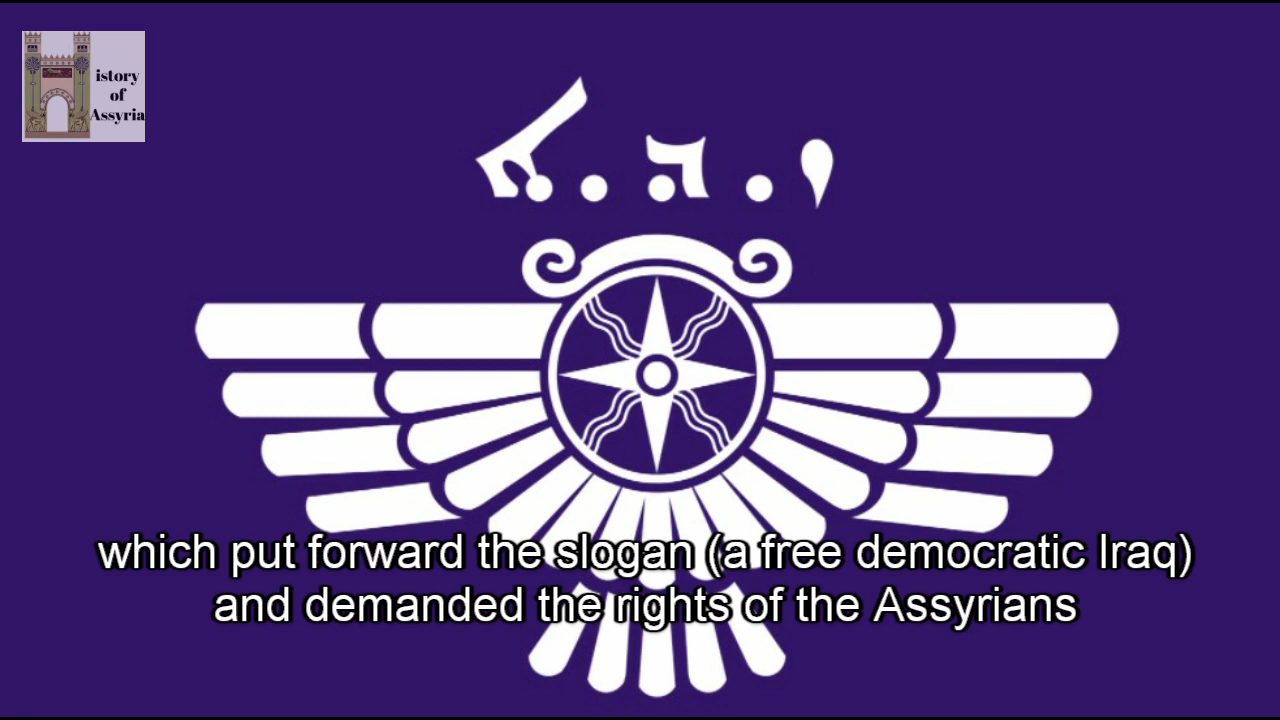 istory
of
Assyria
ܙ.ܕ.ܐ
which put forward the slogan (a free democratic Iraq)
and demanded the rights of the Assyrians